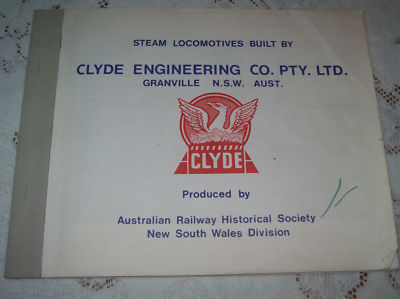 STEAM LOCOMOTIVES BUILT BY
CLYDE ENGINEERING CO. PTY. LTD.
GRANVILLE N.S.W. AUST.
CLYDE
Produced by
Australian Railway Historical Society
New South Wales Division